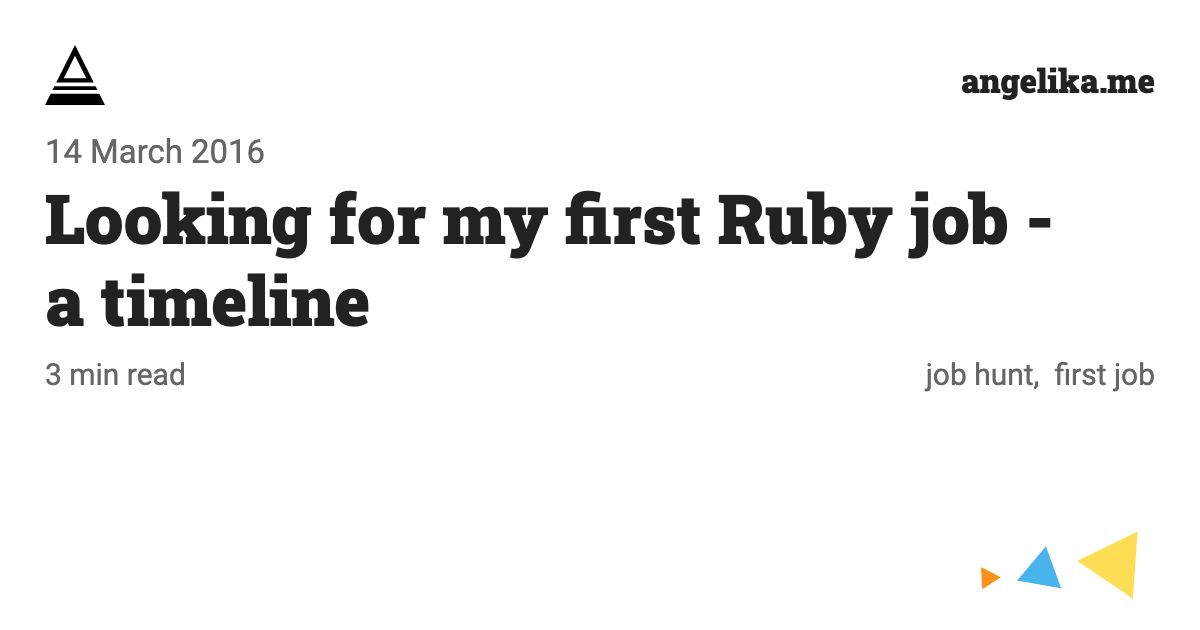 angelika.me
14 March 2016
Looking for my first Ruby job -
a timeline
3 min read
job hunt, first job